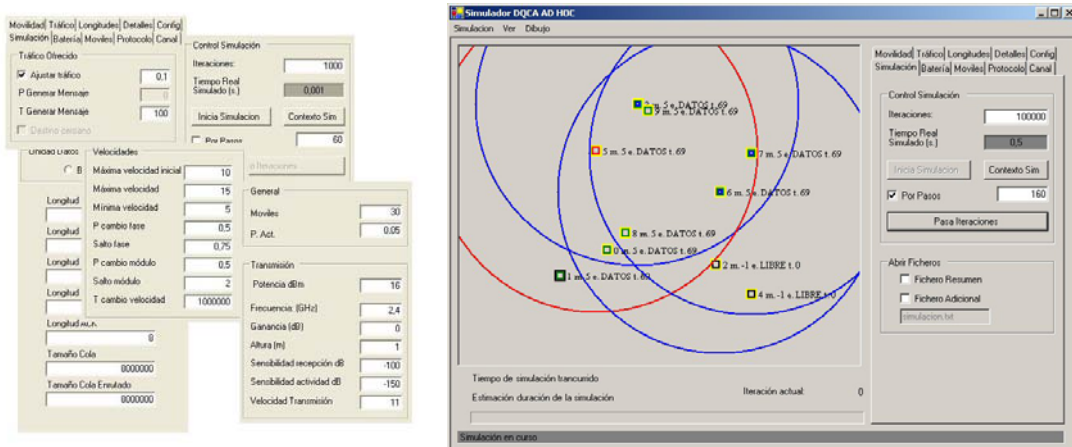 Movilidad Tráfico Longitudes Detalles Config
Simulación Batería Moviles Protocolo Canal
Tráfico Ofrecido
Ajustar tráfico 0,1
P Generar Mensaje 0
T Generar Mensaje 100
Destino cercano
Control Simulación
Iteraciones: 1000
Tiempo Real
Simulado (s.) 0,001
Inicia Simulacion Contexto Sim
Por Pasos 60
a Iteraciones
Unidad Datos
B
Longitud
Longitud
Longitud
Longitud
Longitud ACK
0
Tamaño Cola
8000000
Tamaño Cola Enrutado
8000000
Velocidades
Máxima velocidad inicial 10
Máxima velocidad 15
Mínima velocidad 5
P cambio fase 0,5
Salto fase 0,75
P cambio módulo 0,5
Salto módulo 2
T cambio velocidad 1000000
General
Moviles 30
P. Act. 0.05
Transmisión
Potencia dBm 16
Frecuencia: (GHz) 2,4
Ganancia (dB) 0
Altura (m) 1
Sensibilidad recepción dB -100
Sensibilidad actividad dB -150
Velocidad Transmisión 11
Simulador DQCA AD HOC
Simulacion Ver Dibujo
m. 5 e. DATOS t.69
9 m. 5 e. DATOS t.69
5 m. 5 e. DATOS t.69
7 m. 5 e. DATOS t.69
6 m. 5 e. DATOS t.69
8 m. 5 e. DATOS t.69
0 m. 5 e. DATOS t.69
2 m. -1 e. LIBRE t.0
1 m. 5 e. DATOS t.69
4 m. -1 e. LIBRE t.0
Tiempo de simulación trancurrido
Estimación duración de la simulación
Iteración actual: 0
Simulación en curso
Movilidad Tráfico Longitudes Detalles Config
Simulación Batería Moviles Protocolo Canal
Control Simulación
Iteraciones: 100000
Tiempo Real
Simulado (s.) 0,5
Inicia Simulacion Contexto Sim
Por Pasos 160
Pasa Iteraciones
Abrir Ficheros
Fichero Resumen
Fichero Adicional
simulacion.txt